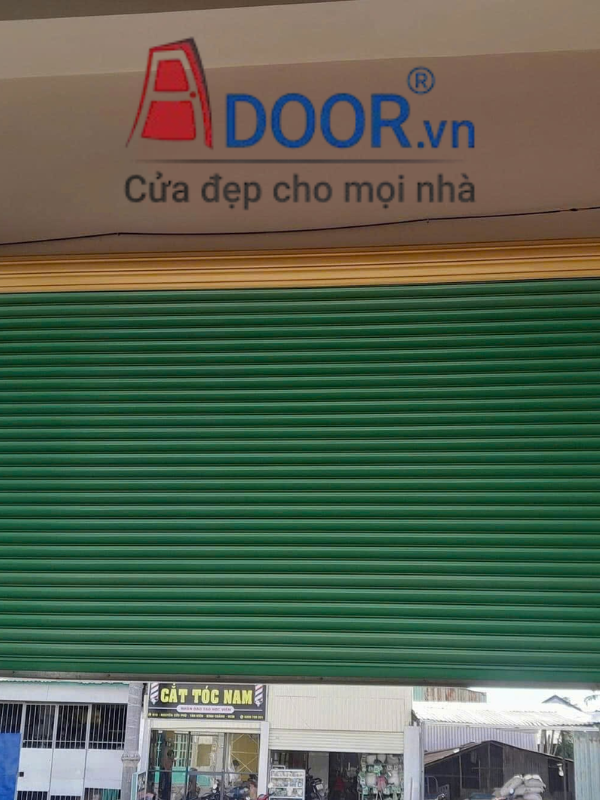 ADOOR.vn®
Cửa đẹp cho mọi nhà
CẮT TÓC NAM